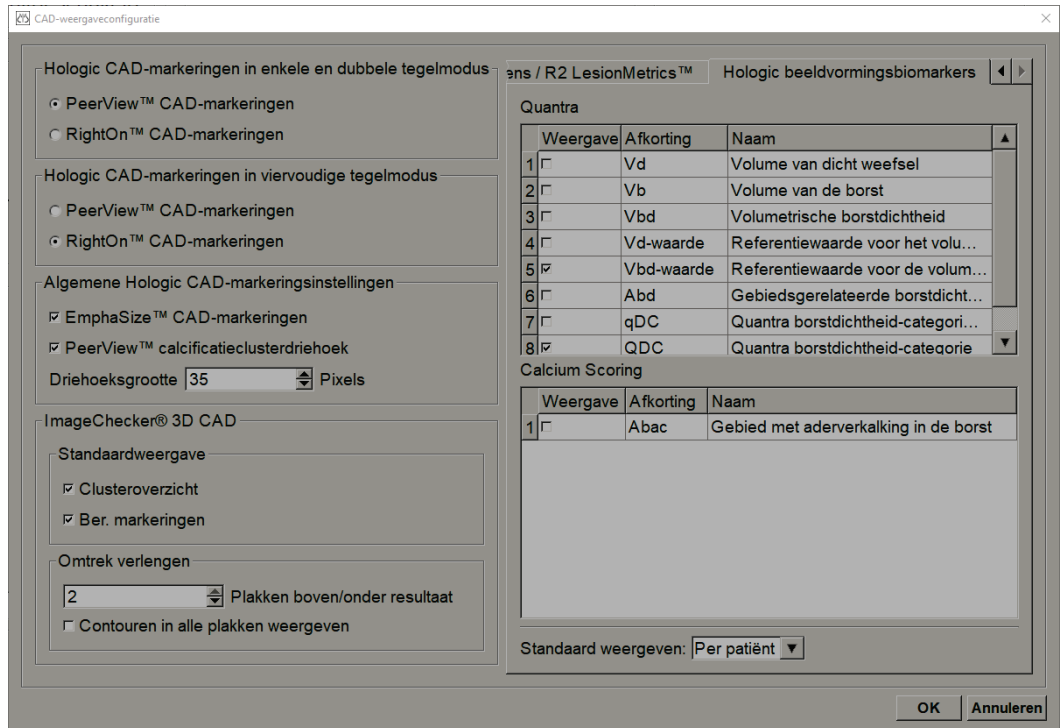 CAD-weergaveconfiguratie
Hologic CAD-markeringen in enkele en dubbele tegelmodus
PeerView™ CAD-markeringen
RightOn™ CAD-markeringen
Hologic CAD-markeringen in viervoudige tegelmodus
PeerView™ CAD-markeringen
RightOn™ CAD-markeringen
Algemene Hologic CAD-markeringsinstellingen
EmphaSize™ CAD-markeringen
PeerView™ calcificatieclusterdriehoek
Driehoeksgrootte 35 Pixels
ImageChecker® 3D CAD
Standaardweergave
Clusteroverzicht
Ber. markeringen
Omtrek verlengen
2 Plakken boven/onder resultaat
Contouren in alle plakken weergeven
ens / R2 LesionMetrics™ Hologic beeldvormingsbiomarkers
Quantra
Weergave Afkorting Naam
1 Vd Volume van dicht weefsel
2 Vb Volume van de borst
3 Vbd Volumetrische borstdichtheid
4 Vd-waarde Referentiewaarde voor het volu...
5 Vbd-waarde Referentiewaarde voor de volum...
6 Abd Gebiedsgerelateerde borstdicht...
7 qDC Quantra borstdichtheid-categori...
8 QDC Quantra borstdichtheid-categorie
Calcium Scoring
Weergave Afkorting Naam
1 Abac Gebied met aderverkalking in de borst
Standaard weergeven: Per patiënt
OK Annuleren